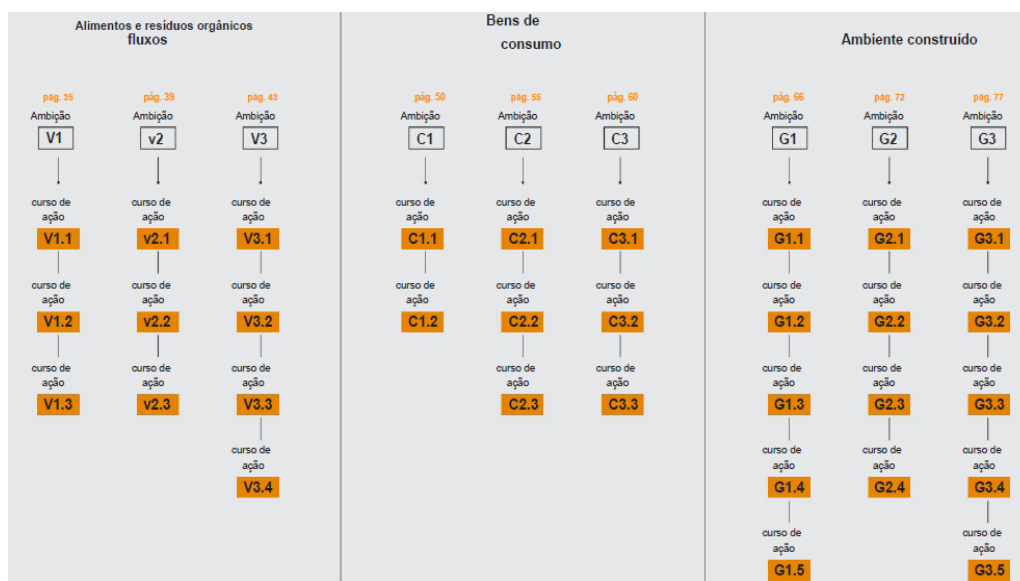 Alimentos e resíduos orgânicos
fluxos
pág. 35
Ambição
V1
curso de
ação
V1.1
curso de
ação
V1.2
curso de
ação
V1.3
pág. 39
Ambição
v2
curso de
ação
v2.1
curso de
ação
v2.2
curso de
ação
v2.3
pág. 43
Ambição
V3
curso de
ação
V3.1
curso de
ação
V3.2
curso de
ação
V3.3
curso de
ação
V3.4
Bens de
consumo
pág. 50
Ambição
C1
curso de
ação
C1.1
curso de
ação
C1.2
pág. 55
Ambição
C2
curso de
ação
C2.1
curso de
ação
C2.2
curso de
ação
C2.3
pág. 60
Ambição
C3
curso de
ação
C3.1
curso de
ação
C3.2
curso de
ação
C3.3
Ambiente construído
pág. 66
Ambição
G1
curso de
ação
G1.1
curso de
ação
G1.2
curso de
ação
G1.3
curso de
ação
G1.4
curso de
ação
G1.5
pág. 72
Ambição
G2
curso de
ação
G2.1
curso de
ação
G2.2
curso de
ação
G2.3
curso de
ação
G2.4
pág. 77
Ambição
G3
curso de
ação
G3.1
curso de
ação
G3.2
curso de
ação
G3.3
curso de
ação
G3.4
curso de
ação
G3.5